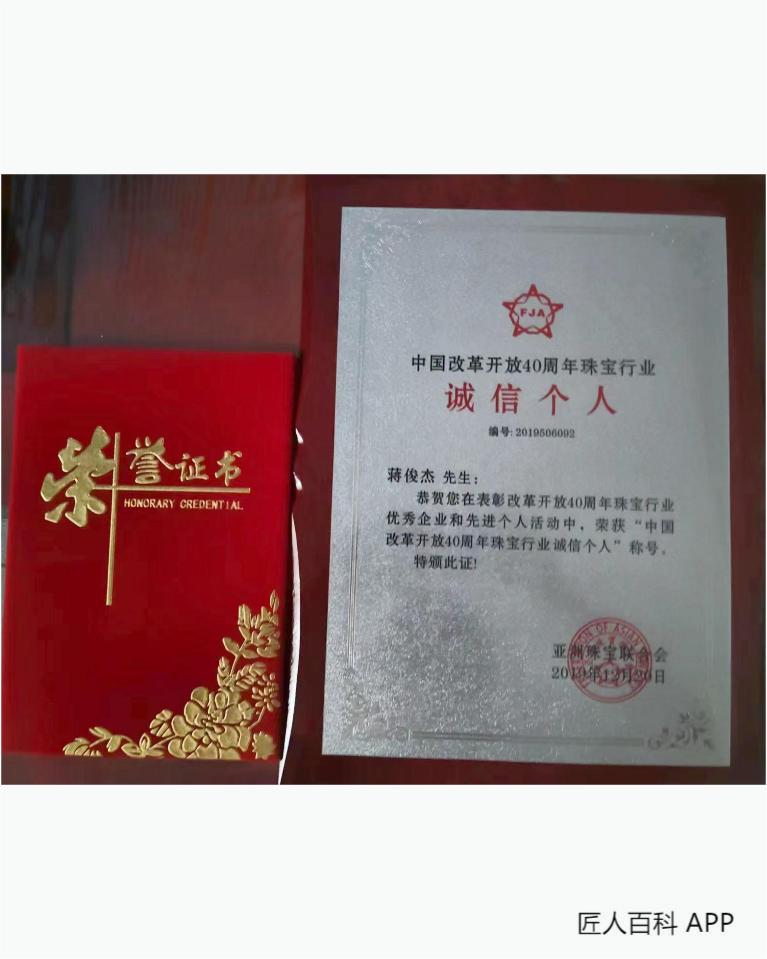 荣誉证书
HONORARY CREDENTIAL
FJA
中国改革开放40周年珠宝行业
诚信个人
编号:2019506092
蒋俊杰 先生:
恭贺您在表彰改革开放40周年珠宝行业
优秀企业和先进个人活动中，荣获“中国
改革开放40周年珠宝行业诚信个人”称号。
特颁此证!
亚洲珠宝联合会
2019年12月20日
匠人百科 APP